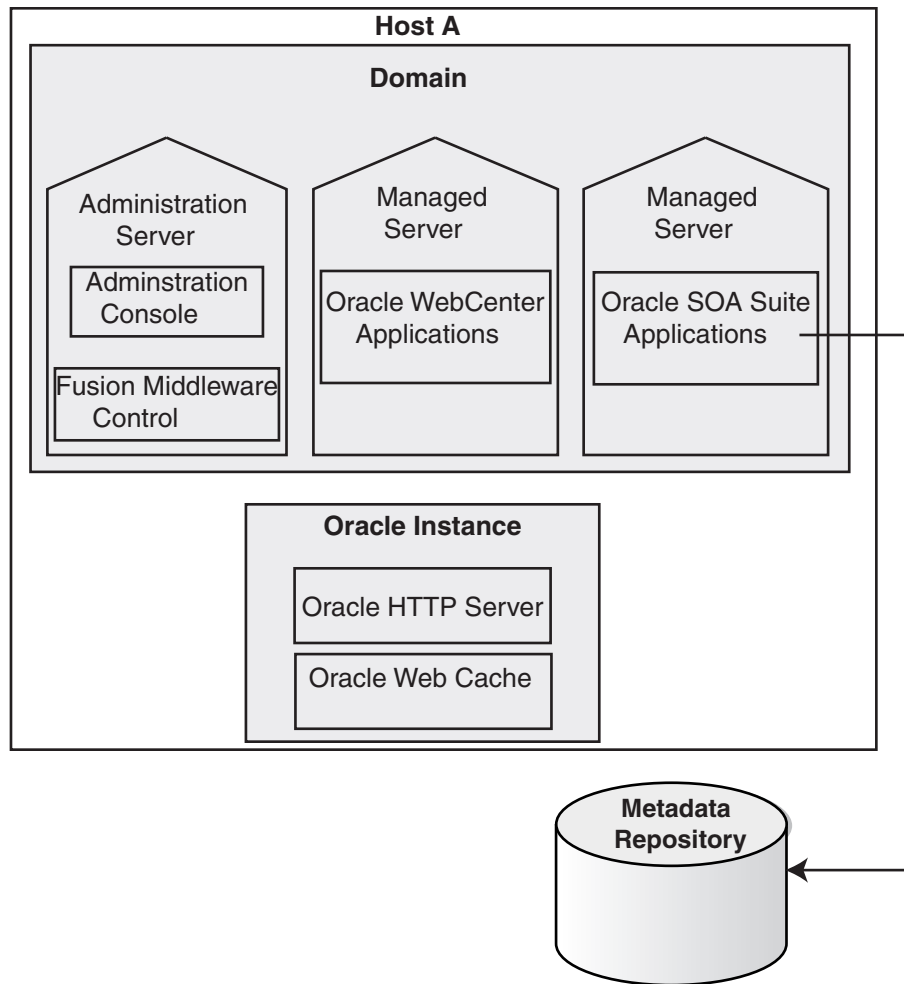 Host A
Domain
Administration
Server
Adminstration
Console
Fusion Middleware
Control
Managed
Server
Oracle WebCenter
Applications
Managed
Server
Oracle SOA Suite
Applications
Oracle Instance
Oracle HTTP Server
Oracle Web Cache
Metadata
Repository